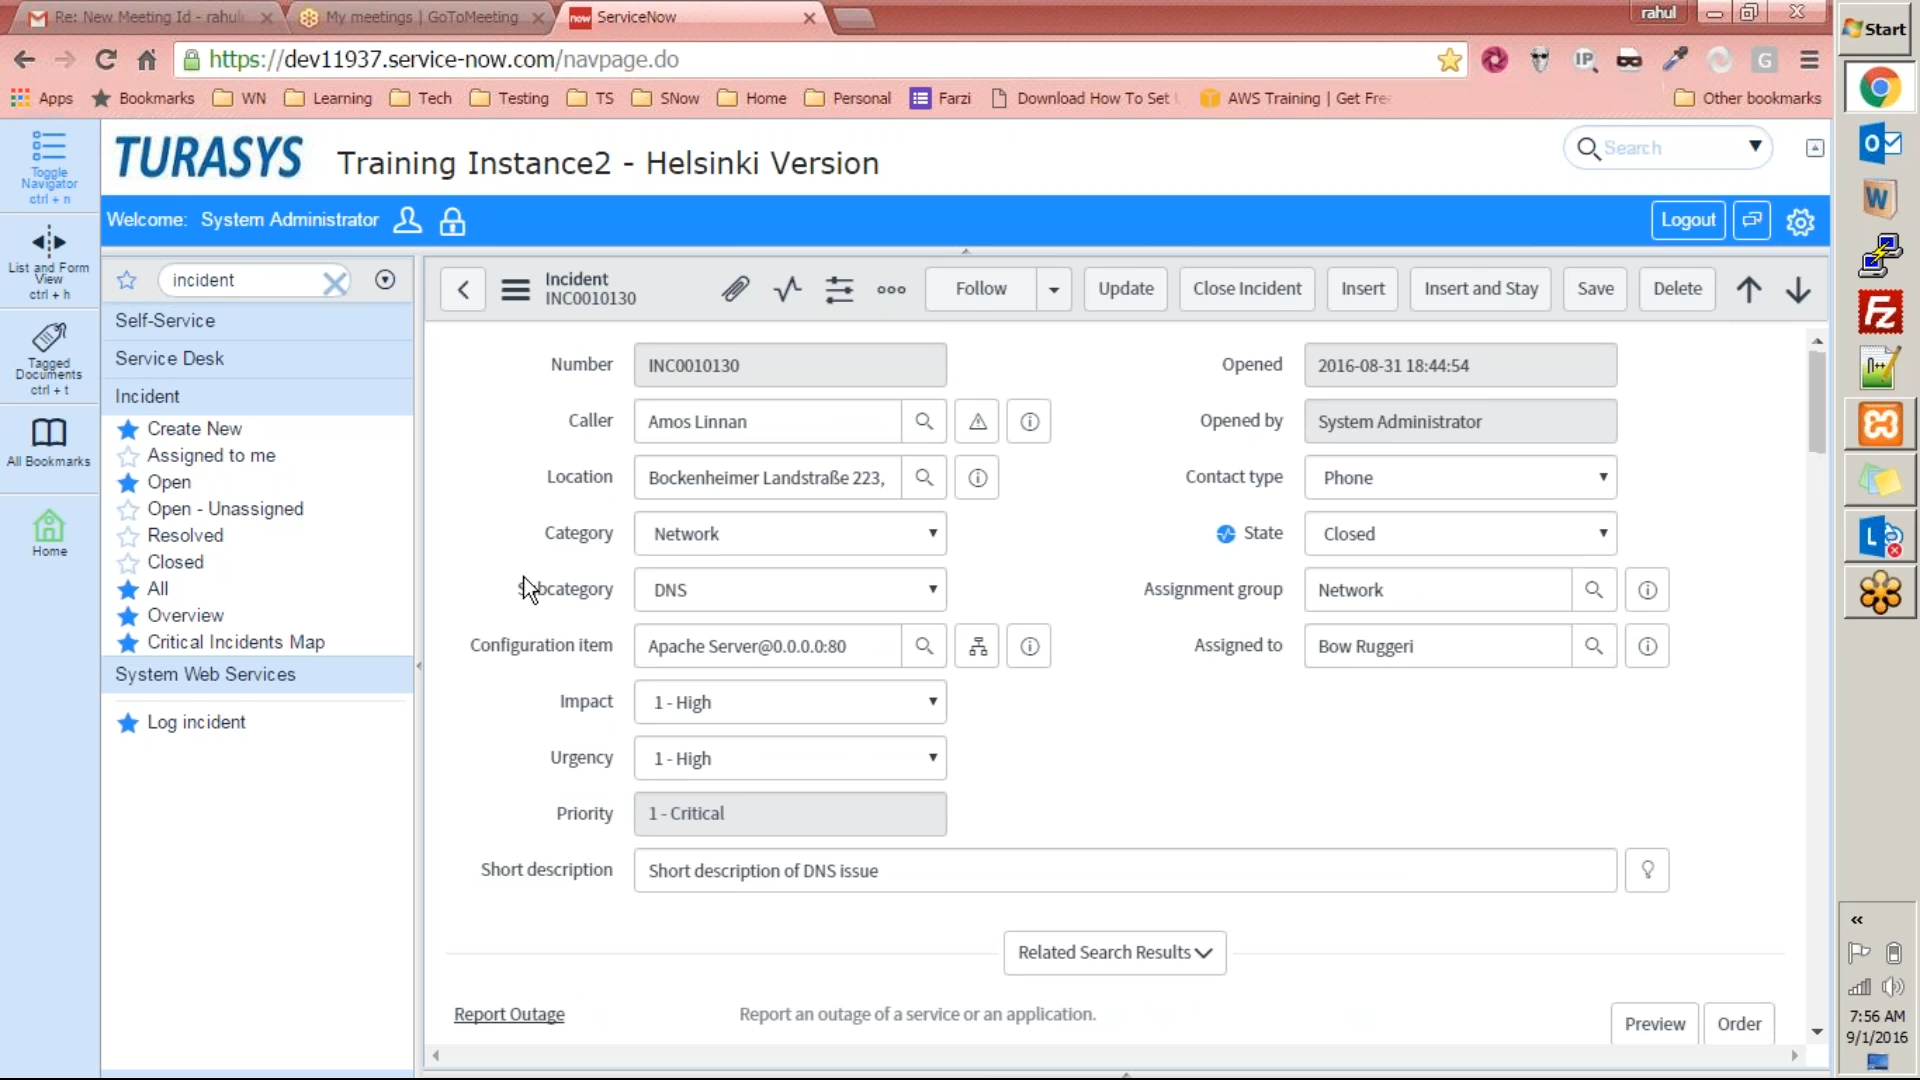 Re: New Meeting Id - rahul
My meetings | GoToMeeting
now ServiceNow
rahul
Start
https://dev11937.service-now.com/navpage.do
IP
G
Apps
Bookmarks
WN
Learning
Tech
Testing
TS
SNow
Home
Personal
Farzi
Download How To Set
AWS Training | Get Fre
Other bookmarks
Toggle
Navigator
ctrl + n
TURASYS
Training Instance2 - Helsinki Version
Search
Welcome: System Administrator
Logout
List and Form
View
ctrl + h
Tagged
Documents
ctrl + t
All Bookmarks
Home
incident
Self-Service
Service Desk
Incident
Create New
Assigned to me
Open
Open - Unassigned
Resolved
Closed
All
Overview
Critical Incidents Map
System Web Services
Log incident
Incident
INC0010130
Follow
Update
Close Incident
Insert
Insert and Stay
Save
Delete
Number INC0010130
Opened 2016-08-31 18:44:54
Caller Amos Linnan
Opened by System Administrator
Location Bockenheimer Landstraße 223,
Contact type Phone
Category Network
State Closed
Subcategory DNS
Assignment group Network
Configuration item Apache Server@0.0.0.0:80
Assigned to Bow Ruggeri
Impact 1 - High
Urgency 1 - High
Priority 1 - Critical
Short description Short description of DNS issue
Related Search Results
Report Outage
Report an outage of a service or an application.
Preview
Order
7:56 AM
9/1/2016